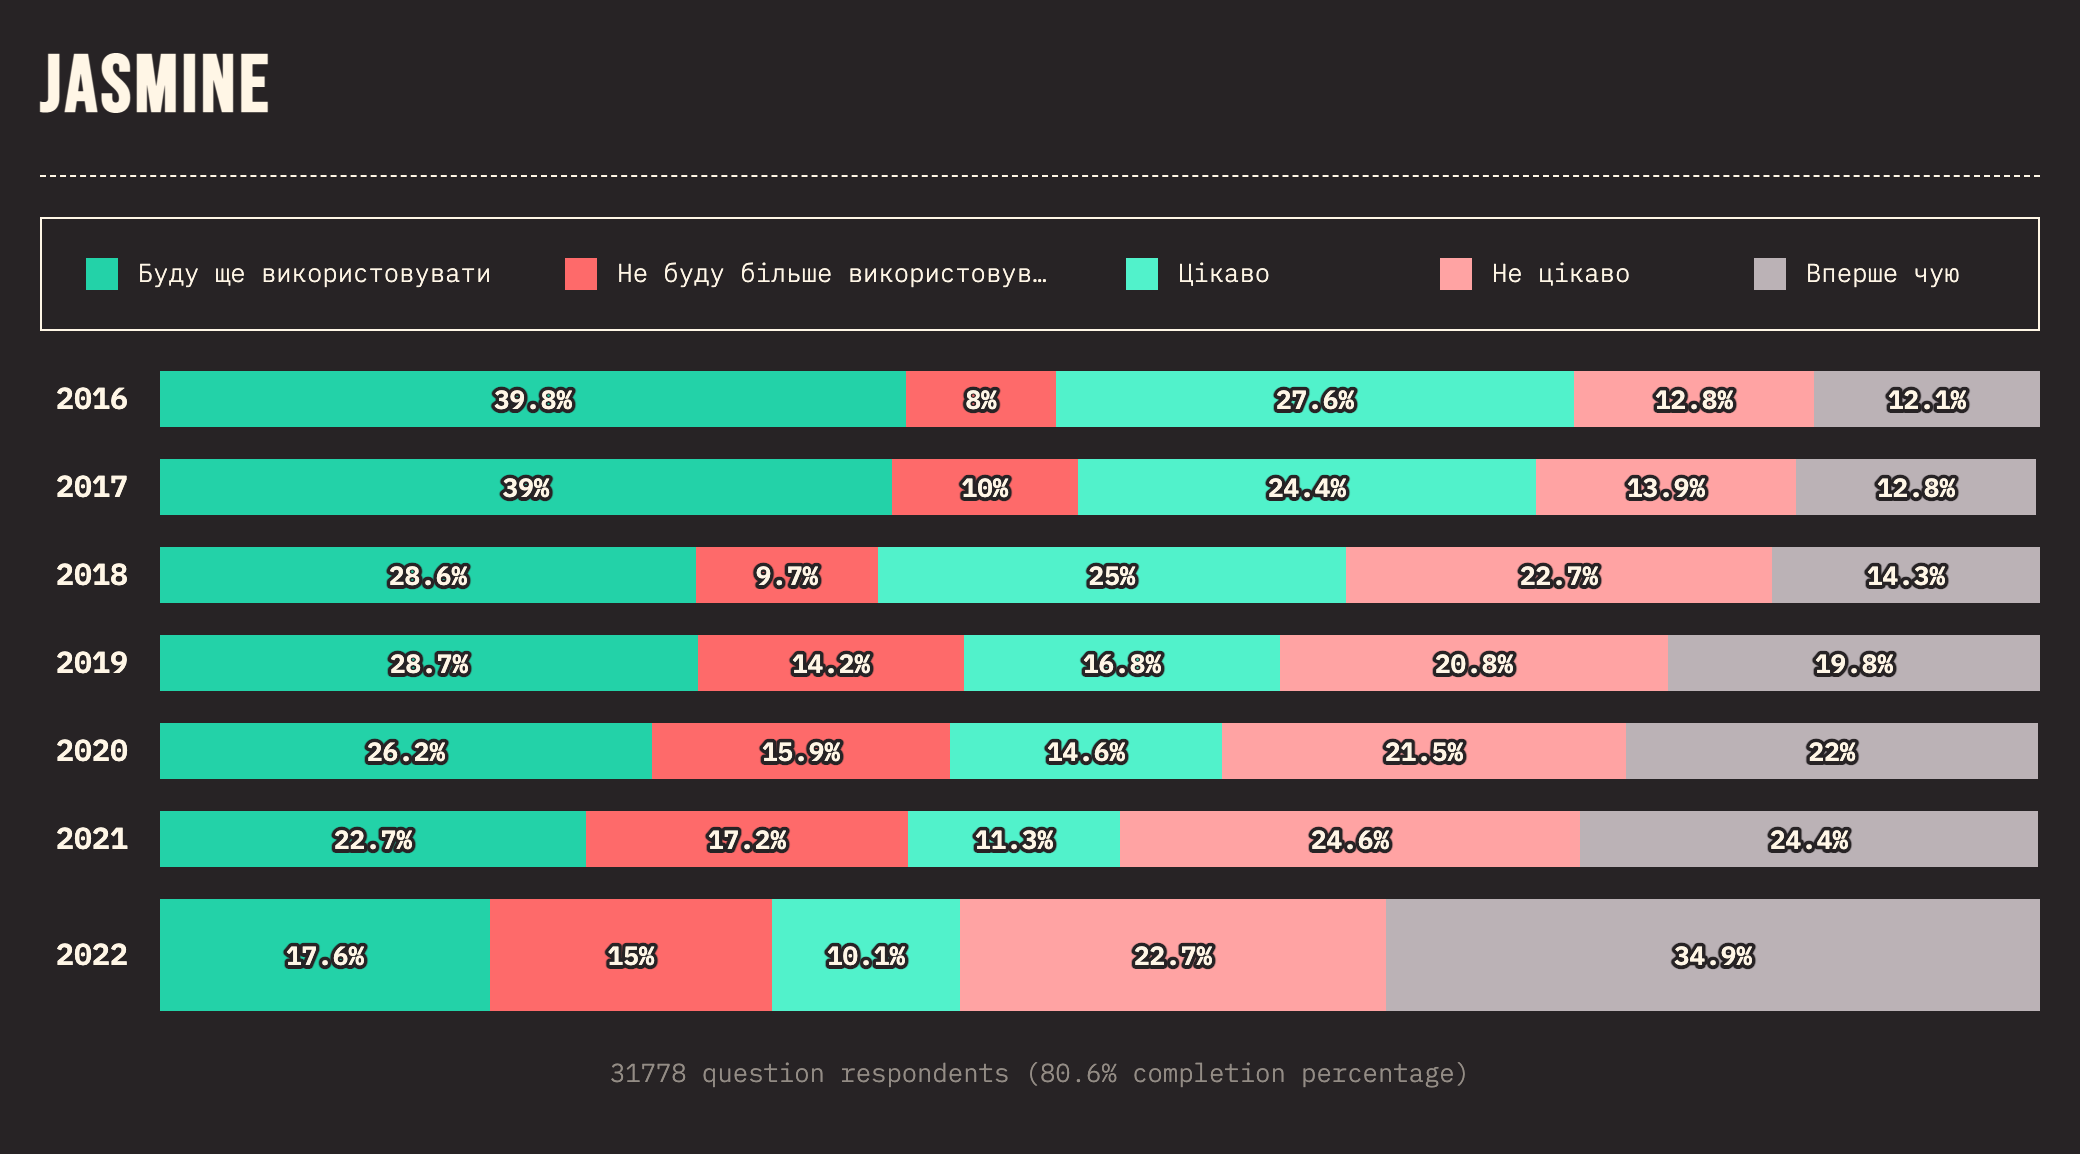 JASMINE
Буду ще використовувати Не буду більше використовув… Цікаво Не цікаво Вперше чую
2016 39.8% 8% 27.6% 12.8% 12.1%
2017 39% 10% 24.4% 13.9% 12.8%
2018 28.6% 9.7% 25% 22.7% 14.3%
2019 28.7% 14.2% 16.8% 20.8% 19.8%
2020 26.2% 15.9% 14.6% 21.5% 22%
2021 22.7% 17.2% 11.3% 24.6% 24.4%
2022 17.6% 15% 10.1% 22.7% 34.9%
31778 question respondents (80.6% completion percentage)